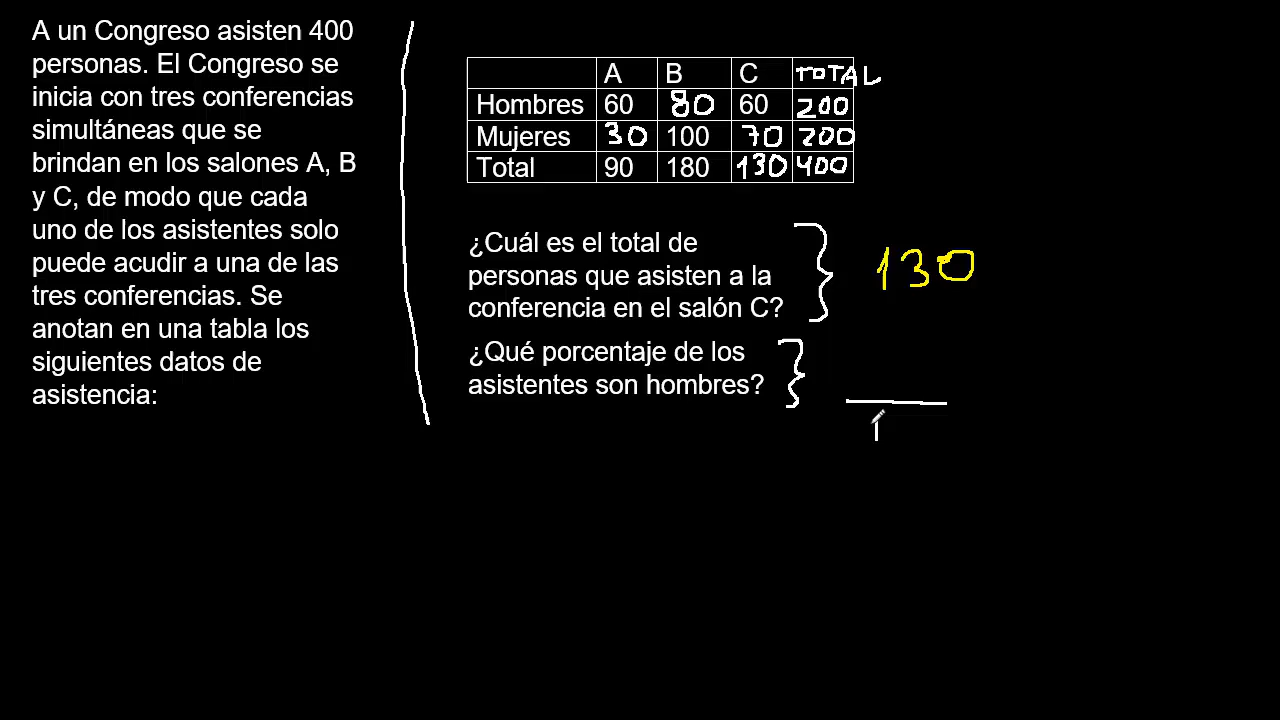 A un Congreso asisten 400
personas. El Congreso se
inicia con tres conferencias
simultáneas que se
brindan en los salones A, B
y C, de modo que cada
uno de los asistentes solo
puede acudir a una de las
tres conferencias. Se
anotan en una tabla los
siguientes datos de
asistencia:
A B C TOTAL
Hombres 60 80 60 200
Mujeres 30 100 70 200
Total 90 180 130 400
¿Cuál es el total de
personas que asisten a la
conferencia en el salón C?
130
¿Qué porcentaje de los
asistentes son hombres?
1